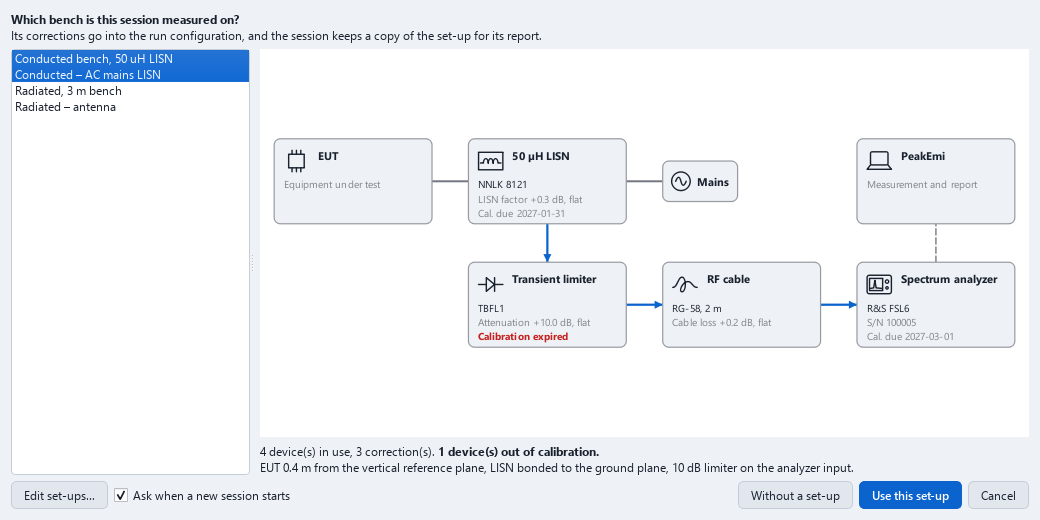 Which bench is this session measured on?
Its corrections go into the run configuration, and the session keeps a copy of the set-up for its report.
Conducted bench, 50 uH LISN
Conducted – AC mains LISN
Radiated, 3 m bench
Radiated – antenna
EUT
Equipment under test
50 µH LISN
NNLK 8121
LISN factor +0.3 dB, flat
Cal. due 2027-01-31
Mains
PeakEmi
Measurement and report
Transient limiter
TBFL1
Attenuation +10.0 dB, flat
Calibration expired
RF cable
RG-58, 2 m
Cable loss +0.2 dB, flat
Spectrum analyzer
R&S FSL6
S/N 100005
Cal. due 2027-03-01
4 device(s) in use, 3 correction(s). 1 device(s) out of calibration.
EUT 0.4 m from the vertical reference plane, LISN bonded to the ground plane, 10 dB limiter on the analyzer input.
Edit set-ups...
Ask when a new session starts
Without a set-up
Use this set-up
Cancel